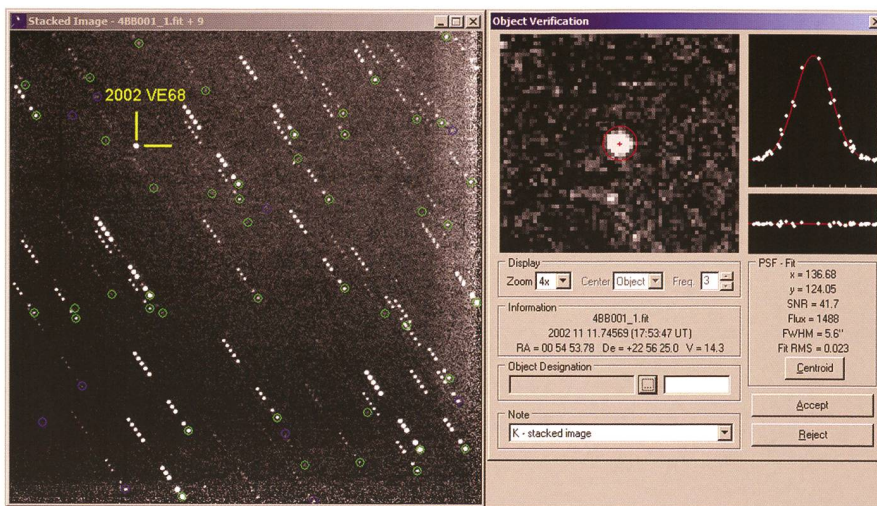 Stacked Image - 4BB001_1.fit + 9
2002 VE68
Object Verification
Display
Zoom 4x Center Object Freq. 3
Information
4BB001_1.fit
2002 11 11.74569 (17:53:47 UT)
RA = 00 54 53.78 De = +22 56 25.0 V = 14.3
Object Designation
...
Note
K - stacked image
PSF - Fit
x = 136.68
y = 124.05
SNR = 41.7
Flux = 1488
FWHM = 5.6"
Fit RMS = 0.023
Centroid
Accept
Reject